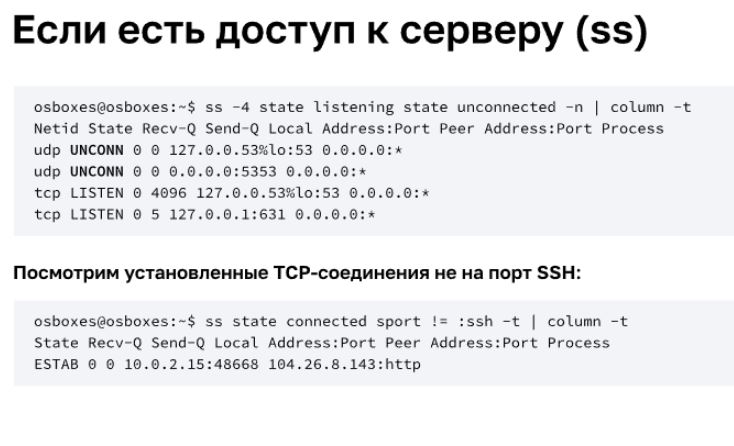 Если есть доступ к серверу (ss)
osboxes@osboxes:~$ ss -4 state listening state unconnected -n | column -t
Netid State Recv-Q Send-Q Local Address:Port Peer Address:Port Process
udp UNCONN 0 0 127.0.0.53%lo:53 0.0.0.0:*
udp UNCONN 0 0 0.0.0.0:5353 0.0.0.0:*
tcp LISTEN 0 4096 127.0.0.53%lo:53 0.0.0.0:*
tcp LISTEN 0 5 127.0.0.1:631 0.0.0.0:*
Посмотрим установленные TCP-соединения не на порт SSH:
osboxes@osboxes:~$ ss state connected sport != :ssh -t | column -t
State Recv-Q Send-Q Local Address:Port Peer Address:Port Process
ESTAB 0 0 10.0.2.15:48668 104.26.8.143:http